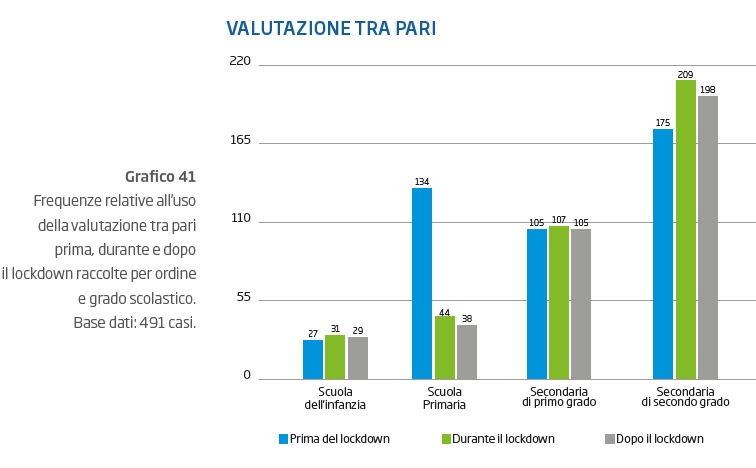 VALUTAZIONE TRA PARI
Grafico 41
Frequenze relative all'uso
della valutazione tra pari
prima, durante e dopo
il lockdown raccolte per ordine
e grado scolastico.
Base dati: 491 casi.
220
165
110
55
0
27
31
29
134
44
38
105
107
105
175
209
198
Scuola
dell'infanzia
Scuola
Primaria
Secondaria
di primo grado
Secondaria
di secondo grado
Prima del lockdown
Durante il lockdown
Dopo il lockdown